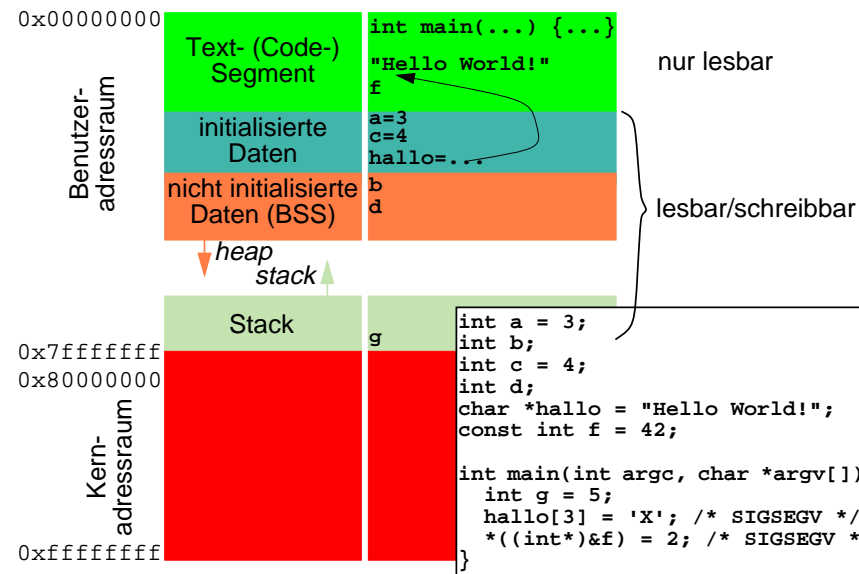 0x00000000
Text- (Code-)
Segment
int main(...) {...}
"Hello World!"
f
nur lesbar
Benutzer-
adressraum
initialisierte
Daten
a=3
c=4
hallo=...
nicht initialisierte
Daten (BSS)
b
d
lesbar/schreibbar
heap
stack
Stack
g
0x7fffffff
0x80000000
Kern-
adressraum
0xffffffff
int a = 3;
int b;
int c = 4;
int d;
char *hallo = "Hello World!";
const int f = 42;
int main(int argc, char *argv[])
int g = 5;
hallo[3] = 'X'; /* SIGSEGV */
*((int*)&f) = 2; /* SIGSEGV *
}